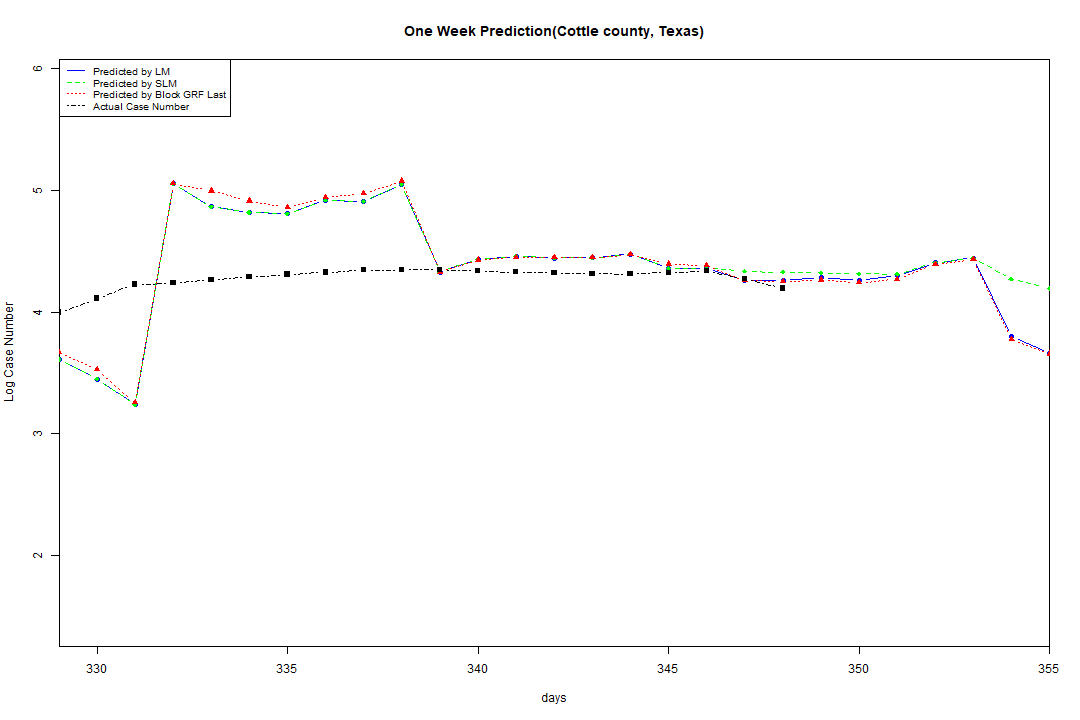 One Week Prediction(Cottle county, Texas)
Predicted by LM
Predicted by SLM
Predicted by Block GRF Last
Actual Case Number
6
5
4
3
2
Log Case Number
330 335 340 345 350 355
days